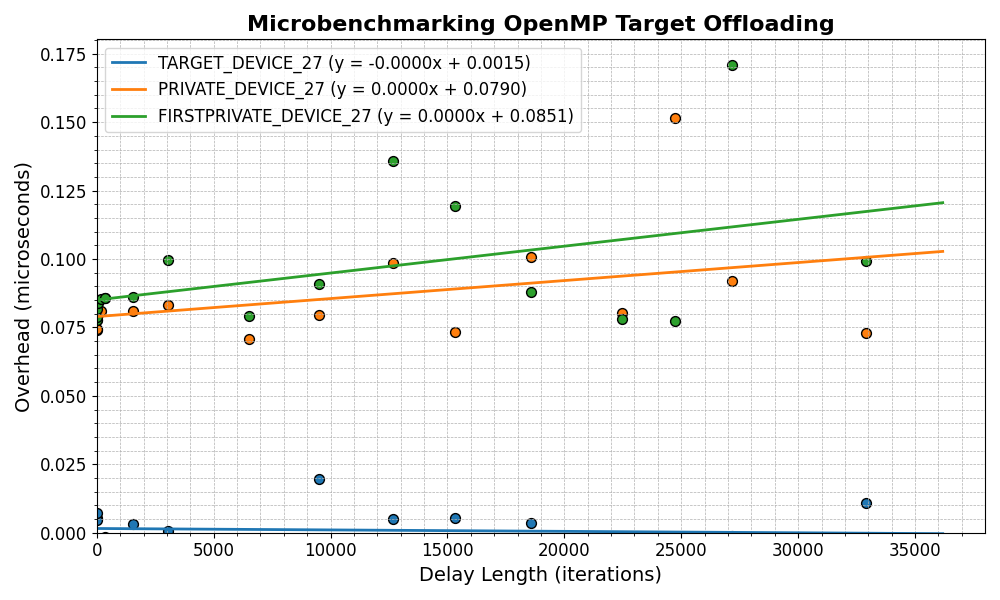 Microbenchmarking OpenMP Target Offloading
TARGET_DEVICE_27 (y = -0.0000x + 0.0015)
PRIVATE_DEVICE_27 (y = 0.0000x + 0.0790)
FIRSTPRIVATE_DEVICE_27 (y = 0.0000x + 0.0851)
Overhead (microseconds)
0.175
0.150
0.125
0.100
0.075
0.050
0.025
0.000
0 5000 10000 15000 20000 25000 30000 35000
Delay Length (iterations)